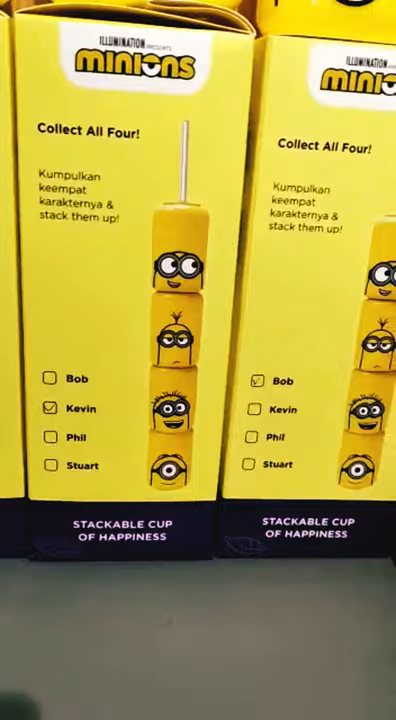 ILLUMINATION PRESENTS
minions
Collect All Four!
Kumpulkan
keempat
karakternya &
stack them up!
Bob
Kevin
Phil
Stuart
STACKABLE CUP
OF HAPPINESS
ILLUMINATION
Collect All Four!
Kumpulkan
keempat
karakternya &
stack them up!
Bob
Kevin
Phil
Stuart
STACKABLE CUP
OF HAPPINESS